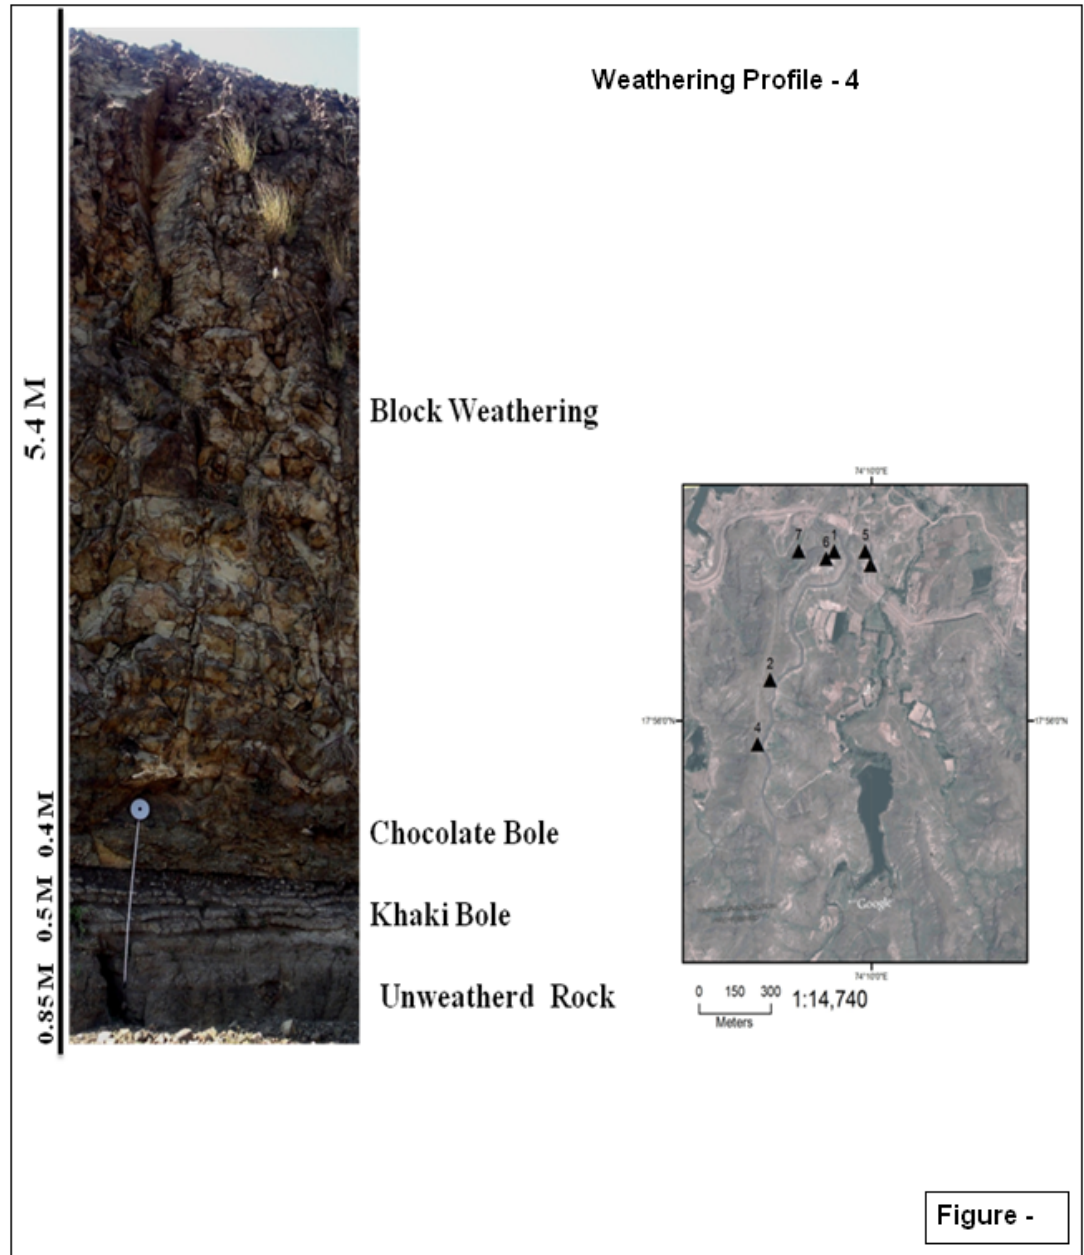 Weathering Profile - 4
5.4 M
Block Weathering
0.4 M
Chocolate Bole
0.5 M
Khaki Bole
0.85 M
Unweatherd Rock
74°10'0"E
7
6
1
5
2
4
17°56'0"N
17°56'0"N
Google
74°10'0"E
0 150 300
Meters
1:14,740
Figure -